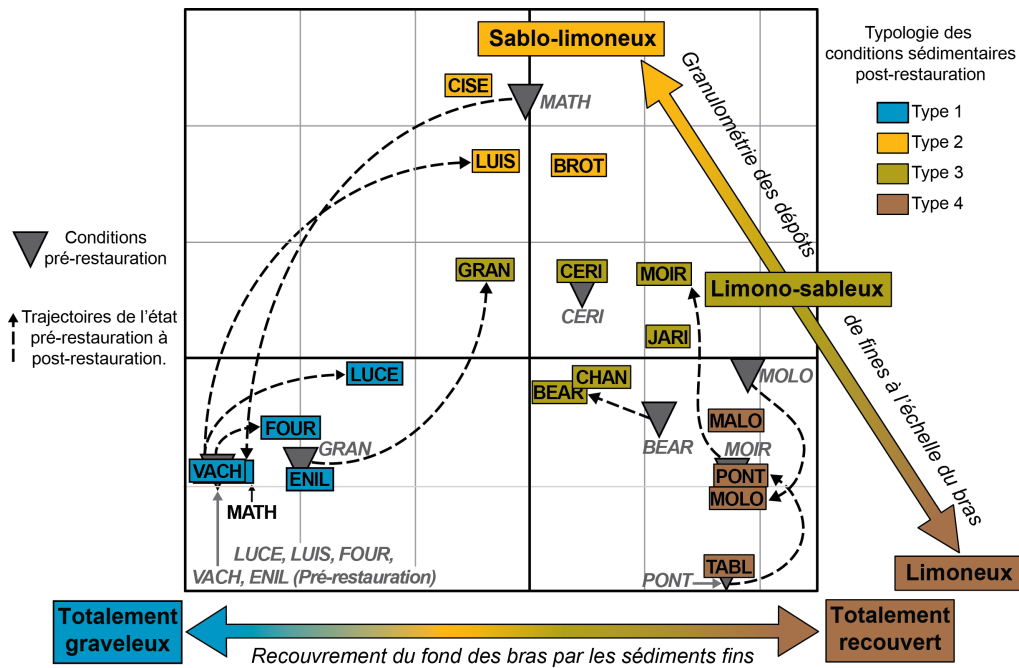 Sablo-limoneux
Typologie des
conditions sédimentaires
post-restauration
Type 1
Type 2
Type 3
Type 4
CISE
MATH
LUIS
BROT
Granulométrie des dépôts
de fines à l'échelle du bras
Conditions
pré-restauration
Trajectoires de l'état
pré-restauration à
post-restauration.
GRAN
CERI
MOIR
Limono-sableux
CERI
JARI
LUCE
CHAN
BEAR
MOLO
FOUR
GRAN
BEAR
MALO
MOIR
VACH
ENIL
PONT
MATH
MOLO
LUCE, LUIS, FOUR,
VACH, ENIL (Pré-restauration)
PONT
TABL
Limoneux
Totalement
graveleux
Totalement
recouvert
Recouvrement du fond des bras par les sédiments fins